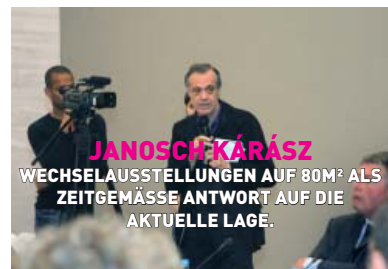 JANOSCH KÁRÁSZ
WECHSELAUSSTELLUNGEN AUF 80M² ALS
ZEITGEMÄSSE ANTWORT AUF DIE
AKTUELLE LAGE.